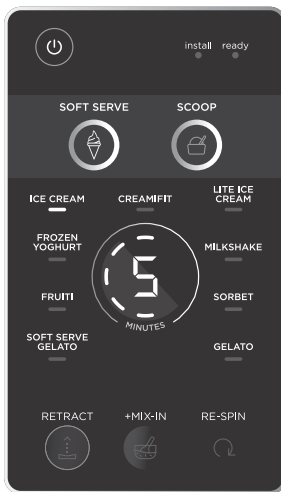 install ready
SOFT SERVE SCOOP
ICE CREAM CREAMIFIT LITE ICE
CREAM
FROZEN
YOGHURT
MILKSHAKE
5
MINUTES
FRUITI SORBET
SOFT SERVE
GELATO
GELATO
RETRACT +MIX-IN RE-SPIN